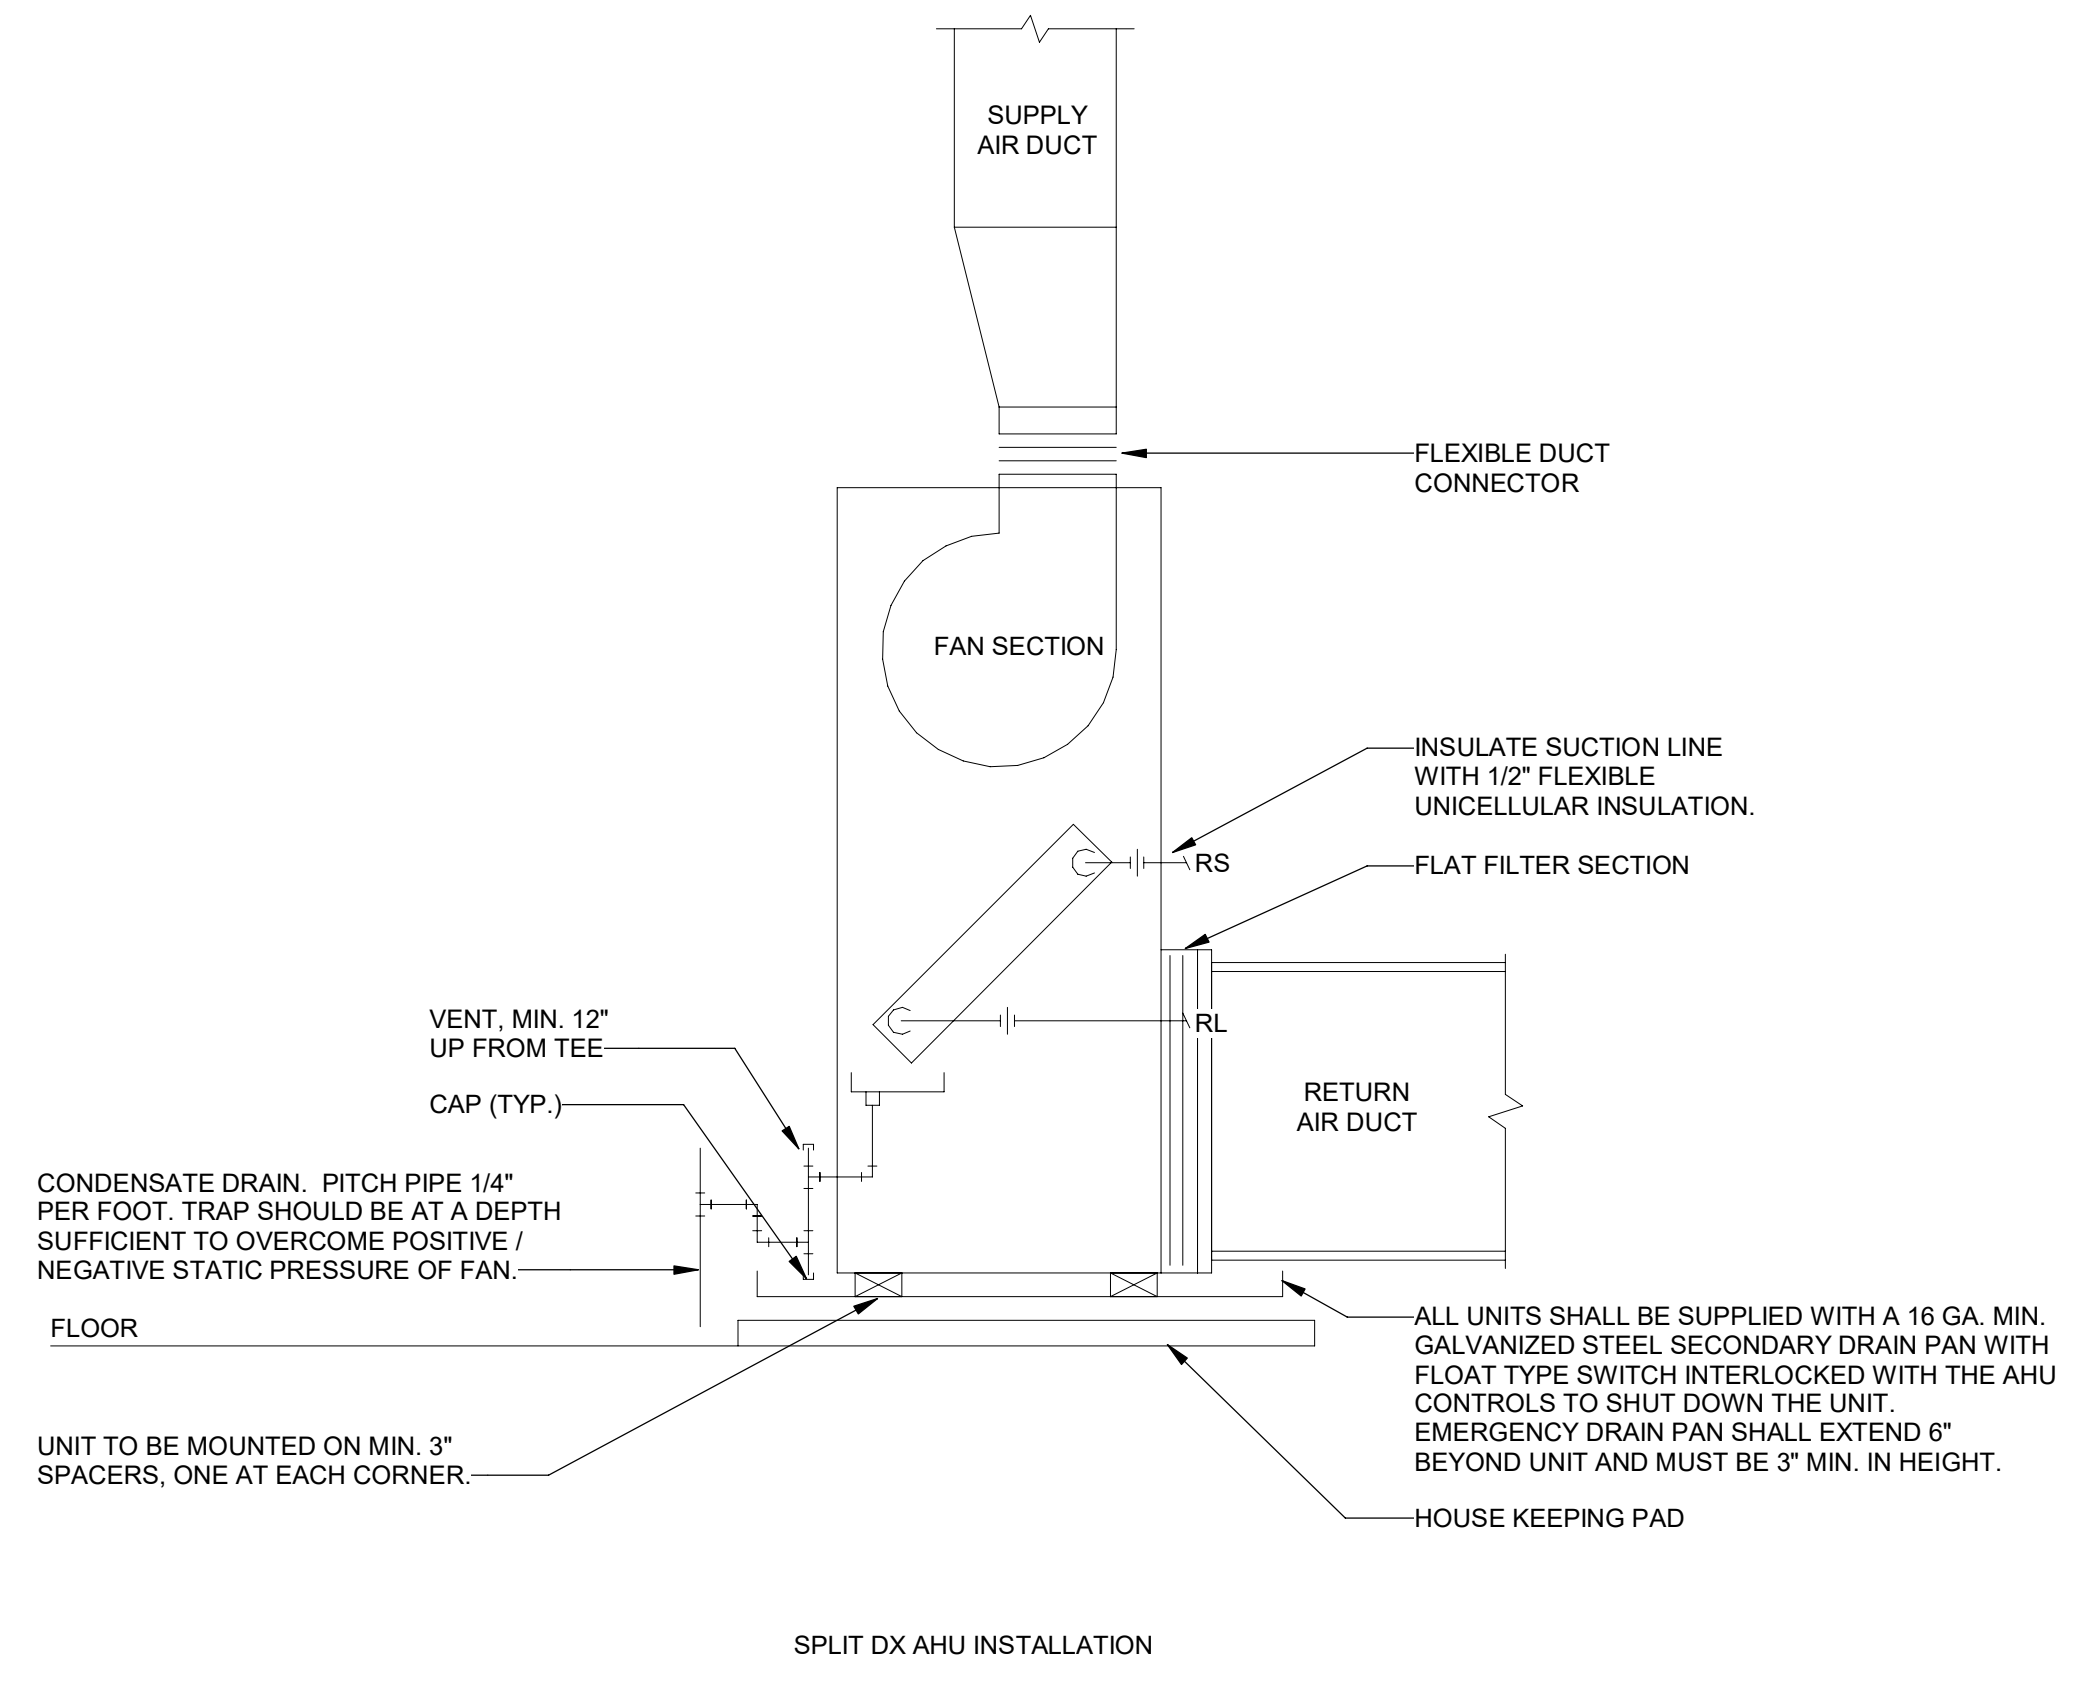 SUPPLY
AIR DUCT
FLEXIBLE DUCT
CONNECTOR
FAN SECTION
INSULATE SUCTION LINE
WITH 1/2" FLEXIBLE
UNICELLULAR INSULATION.
RS
FLAT FILTER SECTION
VENT, MIN. 12"
UP FROM TEE
RL
CAP (TYP.)
RETURN
AIR DUCT
CONDENSATE DRAIN.  PITCH PIPE 1/4"
PER FOOT. TRAP SHOULD BE AT A DEPTH
SUFFICIENT TO OVERCOME POSITIVE /
NEGATIVE STATIC PRESSURE OF FAN.
FLOOR
ALL UNITS SHALL BE SUPPLIED WITH A 16 GA. MIN.
GALVANIZED STEEL SECONDARY DRAIN PAN WITH
FLOAT TYPE SWITCH INTERLOCKED WITH THE AHU
CONTROLS TO SHUT DOWN THE UNIT.
EMERGENCY DRAIN PAN SHALL EXTEND 6"
BEYOND UNIT AND MUST BE 3" MIN. IN HEIGHT.
UNIT TO BE MOUNTED ON MIN. 3"
SPACERS, ONE AT EACH CORNER.
HOUSE KEEPING PAD
SPLIT DX AHU INSTALLATION